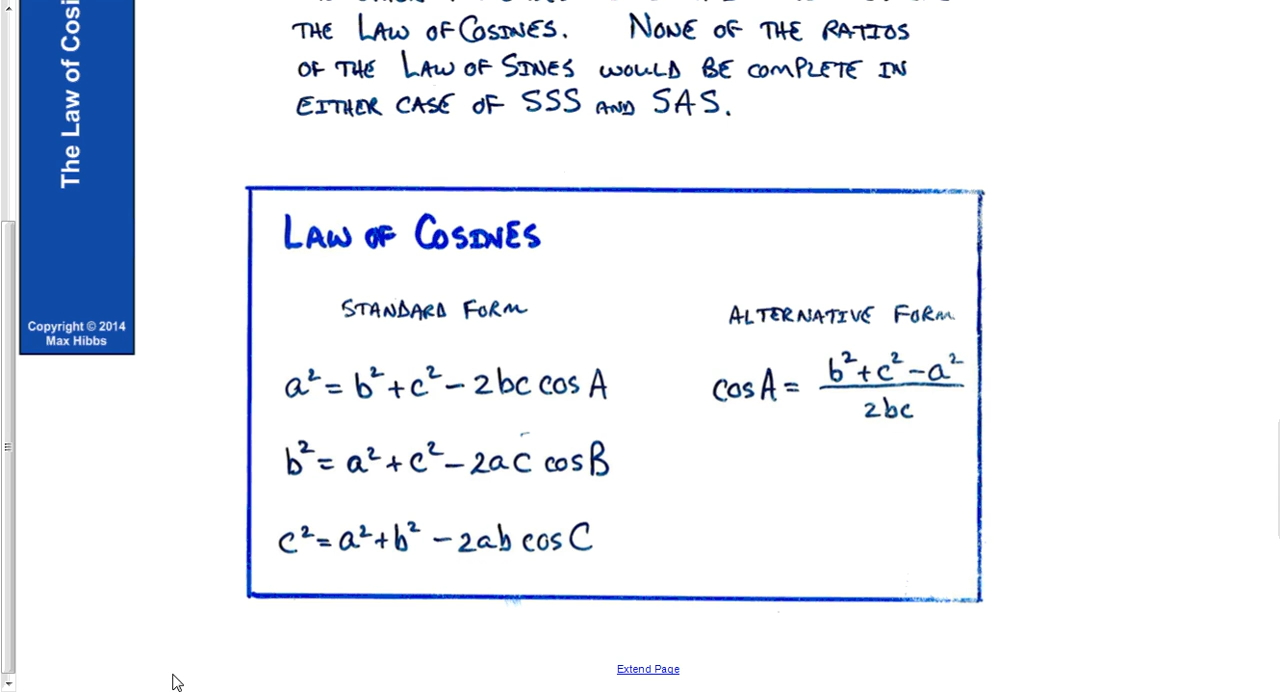 The Law of Cosi
THE LAW OF COSINES. NONE OF THE RATIOS
OF THE LAW OF SINES WOULD BE COMPLETE IN
EITHER CASE OF SSS AND SAS.
LAW OF COSINES
STANDARD FORM
ALTERNATIVE FORM
a² = b² + c² − 2bc cos A
cos A = (b² + c² − a²) / 2bc
b² = a² + c² − 2ac cos B
c² = a² + b² − 2ab cos C
Copyright © 2014
Max Hibbs
Extend Page